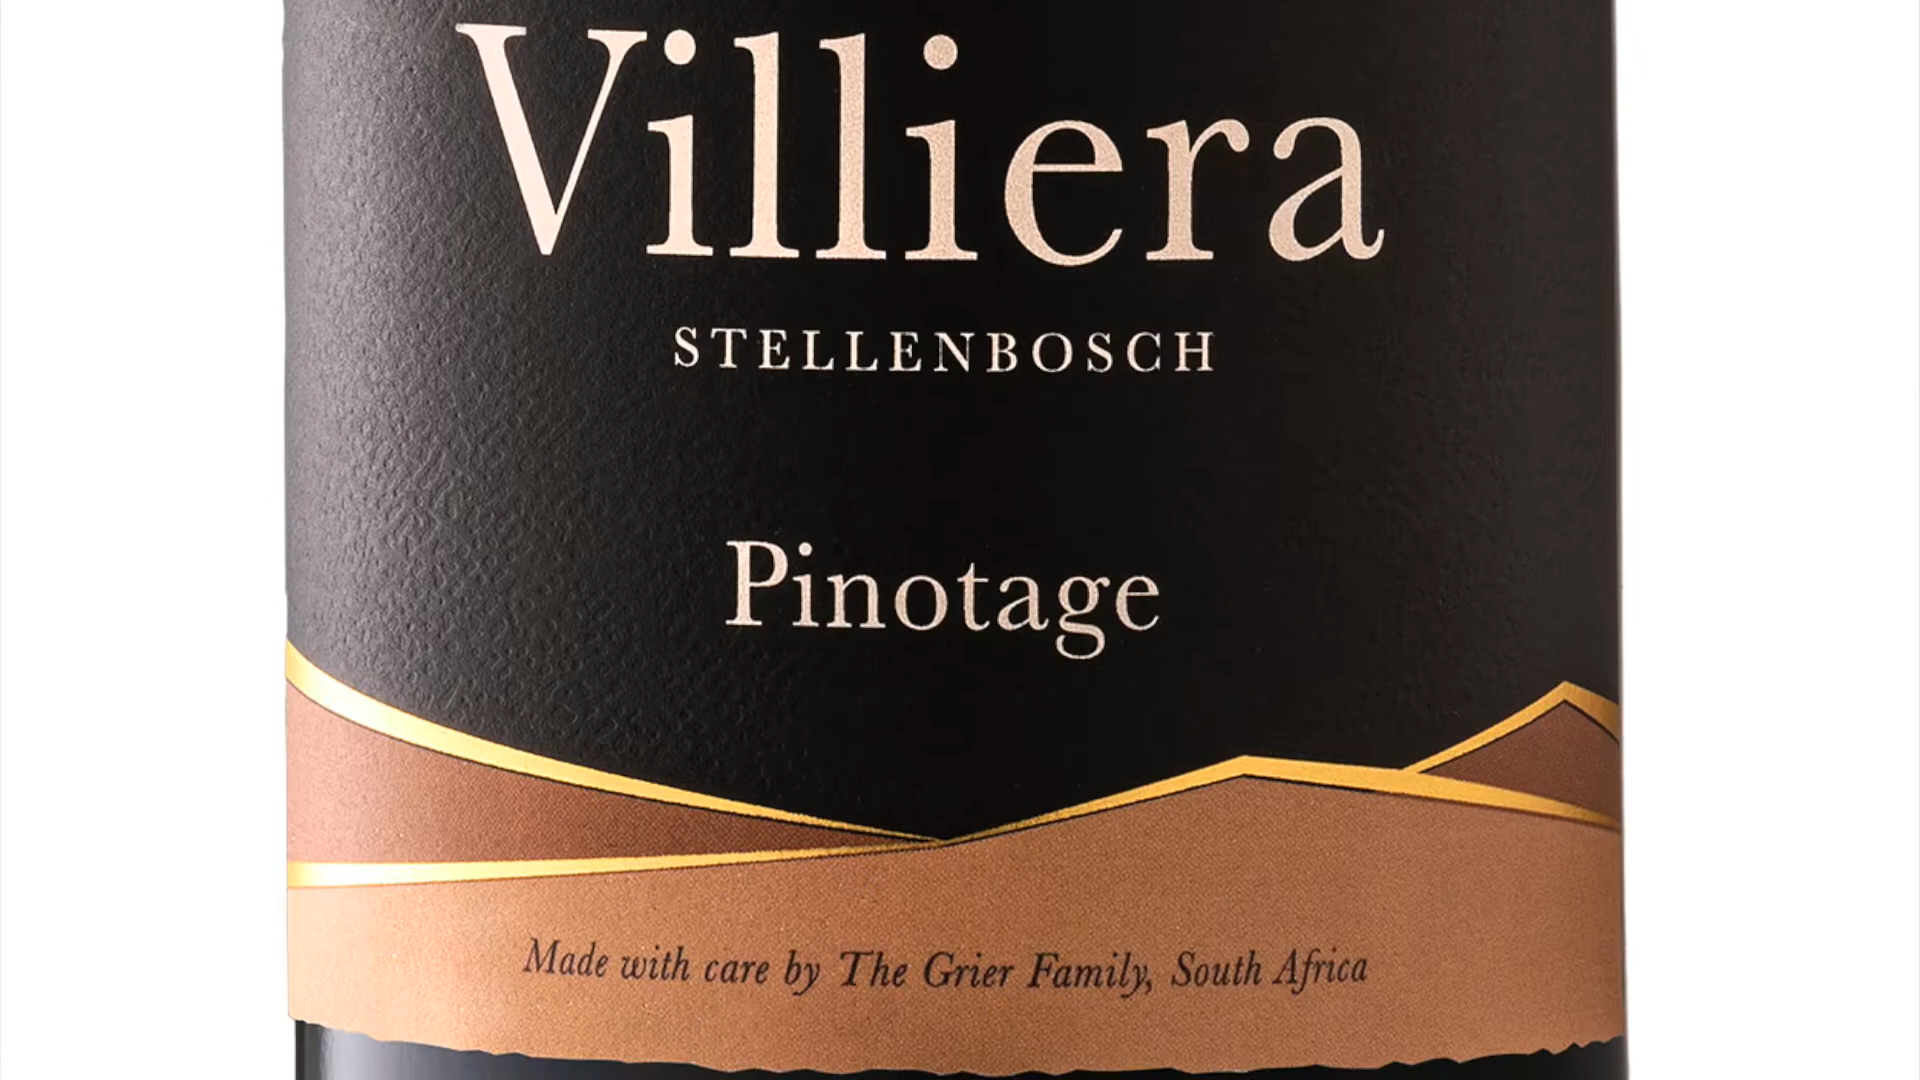 Villiera
STELLENBOSCH
Pinotage
Made with care by The Grier Family, South Africa